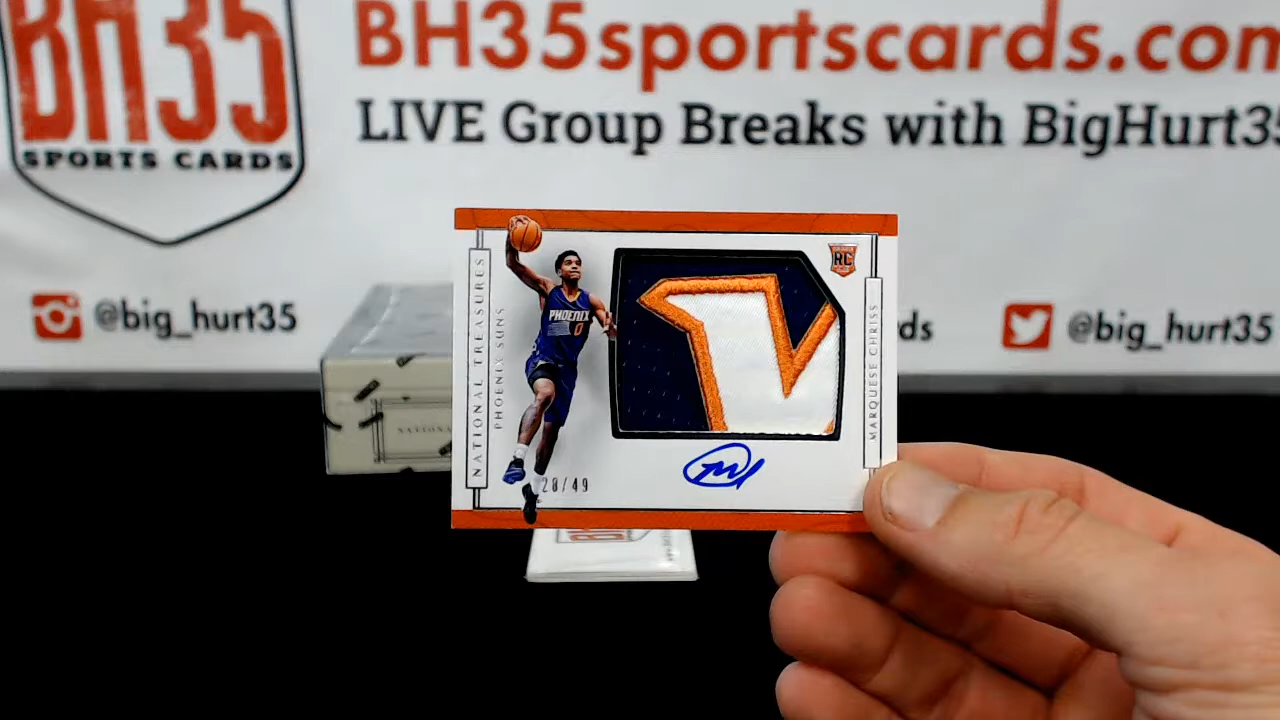 BH35
SPORTS CARDS
BH35sportscards.com
LIVE Group Breaks with BigHurt35
@big_hurt35
@big_hurt35
NATIONAL TREASURES
PHOENIX SUNS
PHOENIX
0
RC
MARQUESE CHRISS
28/49
NATIONA
ds